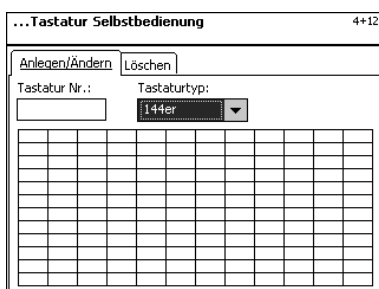 ...Tastatur Selbstbedienung 4+12
Anlegen/Ändern Löschen
Tastatur Nr.: Tastaturtyp:
144er